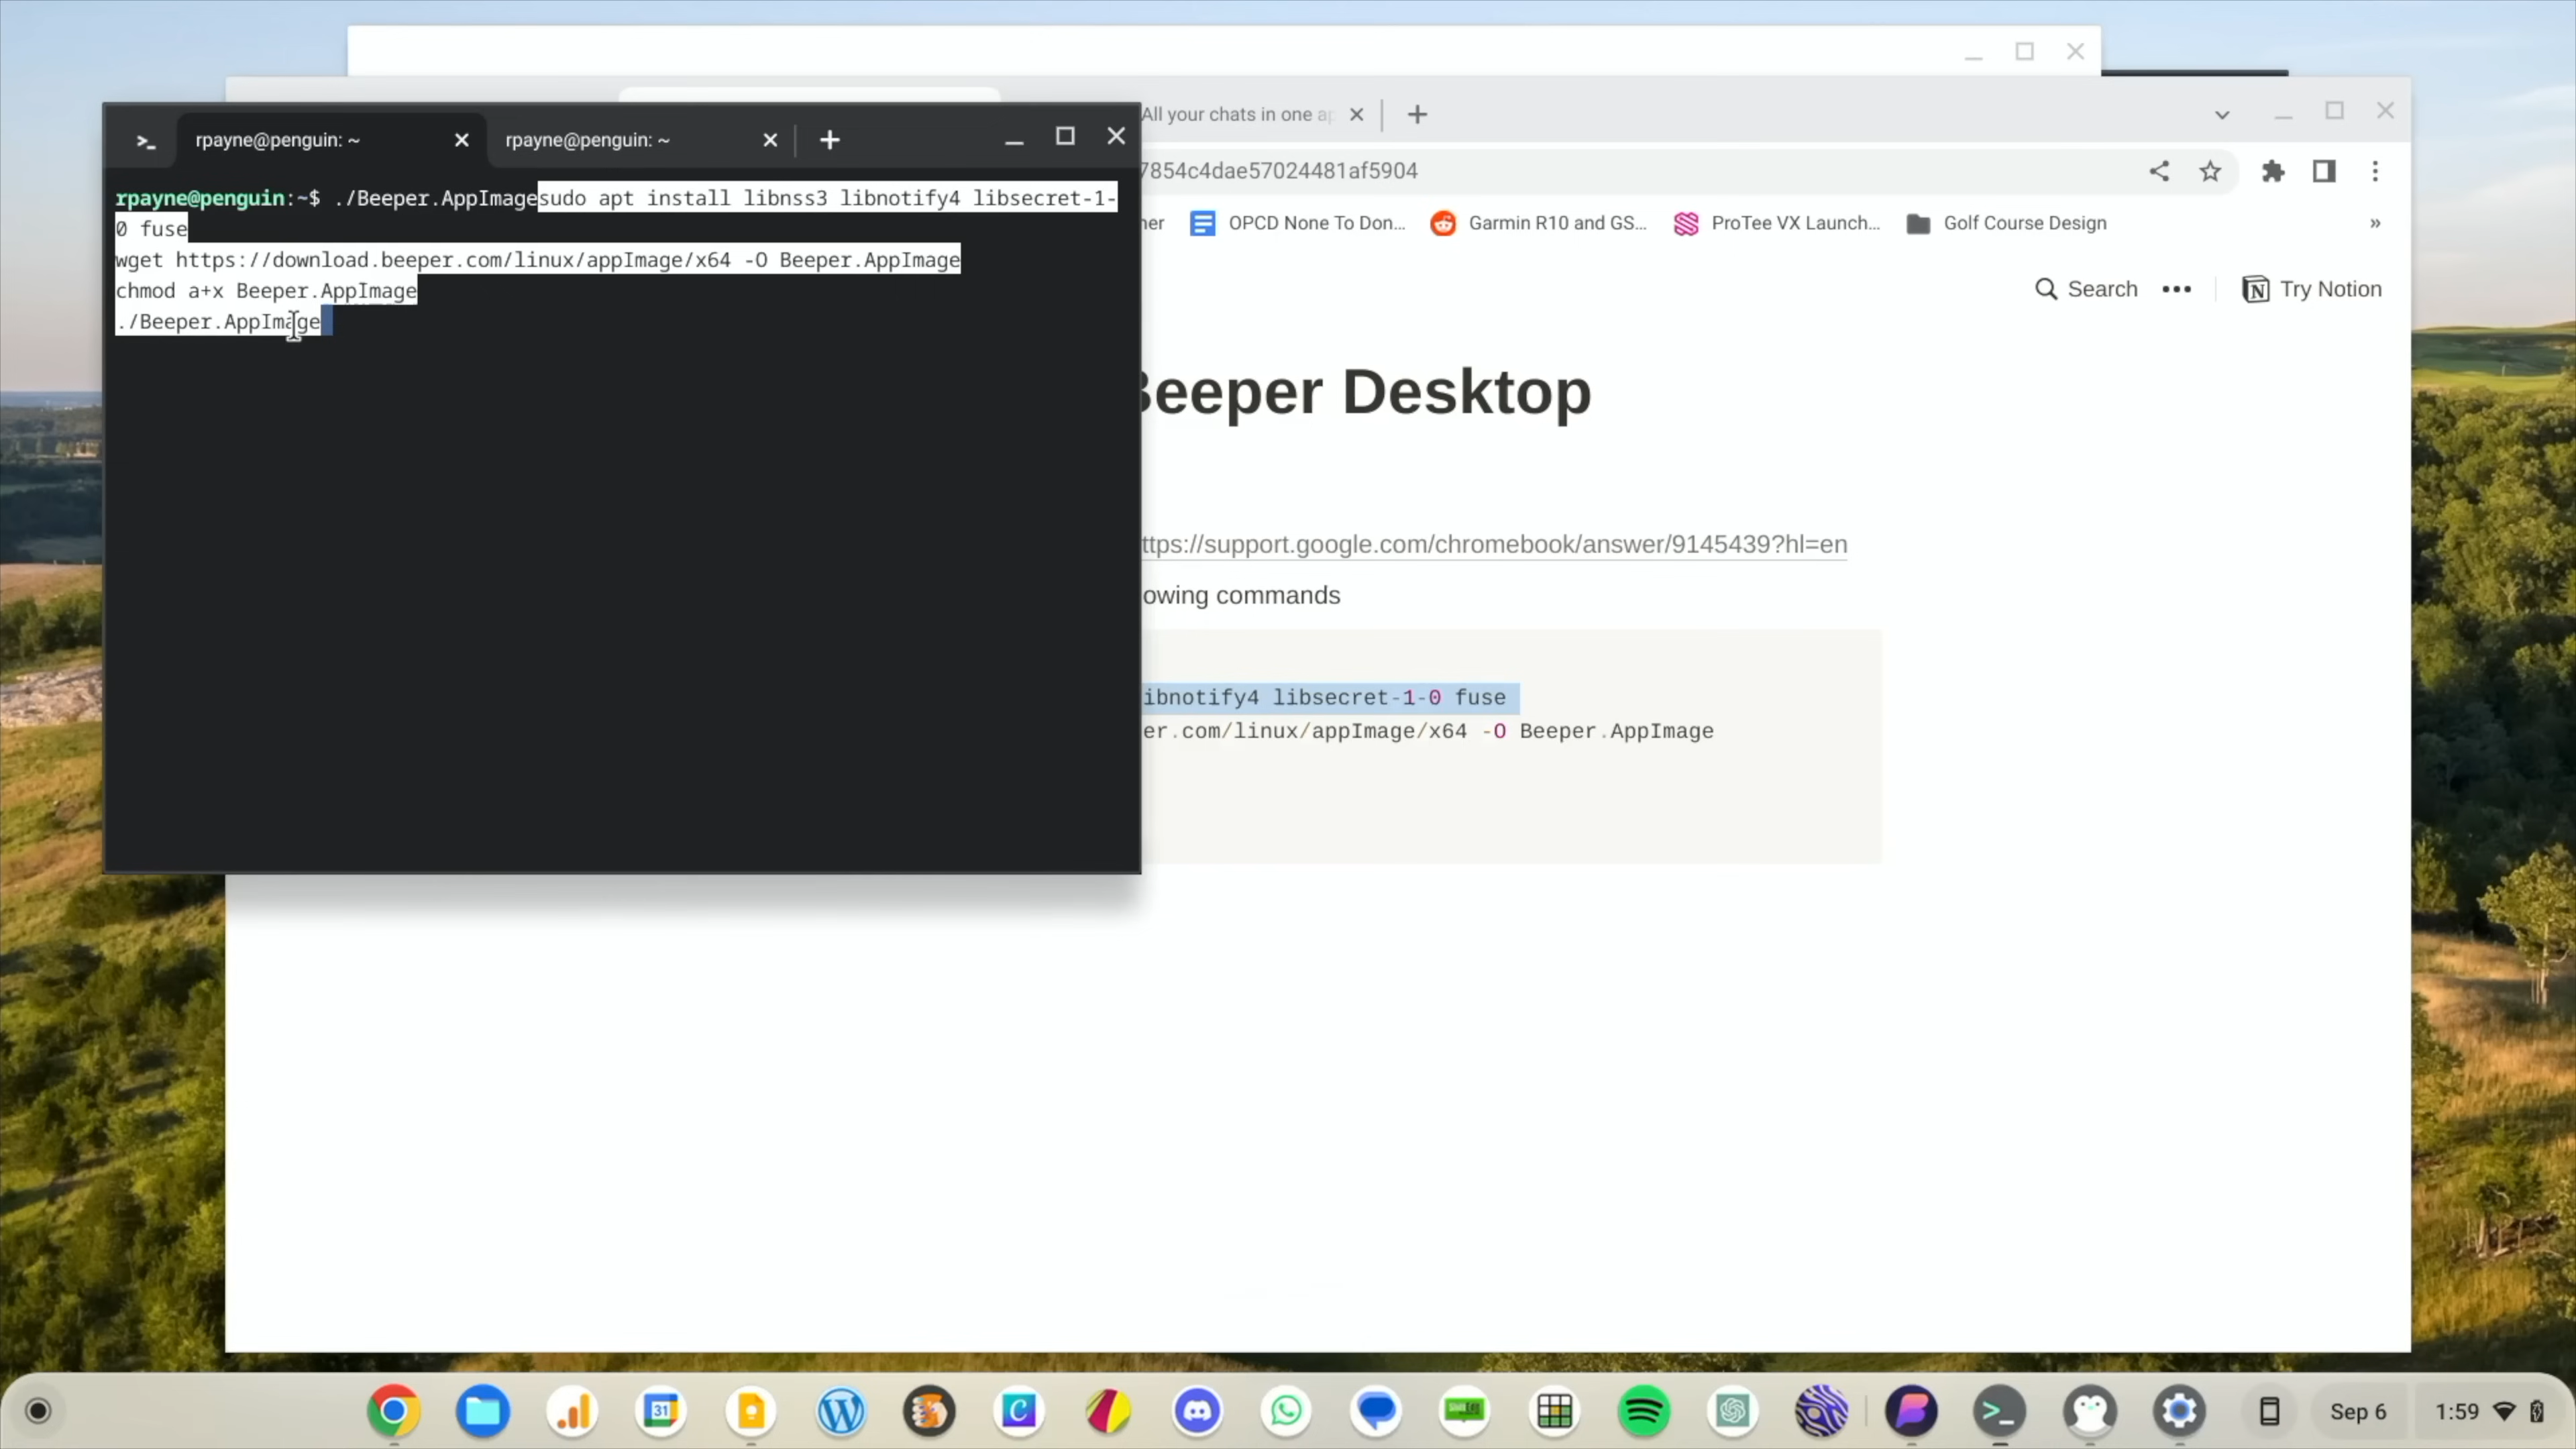 All your chats in one ap
rpayne@penguin: ~
rpayne@penguin: ~
7854c4dae57024481af5904
rpayne@penguin:~$ ./Beeper.AppImagesudo apt install libnss3 libnotify4 libsecret-1-
0 fuse
wget https://download.beeper.com/linux/appImage/x64 -O Beeper.AppImage
chmod a+x Beeper.AppImage
./Beeper.AppImage
ner
OPCD None To Don...
Garmin R10 and GS...
ProTee VX Launch...
Golf Course Design
»
Search
Try Notion
Beeper Desktop
ttps://support.google.com/chromebook/answer/9145439?hl=en
owing commands
ibnotify4 libsecret-1-0 fuse
er.com/linux/appImage/x64 -O Beeper.AppImage
31
Sep 6
1:59